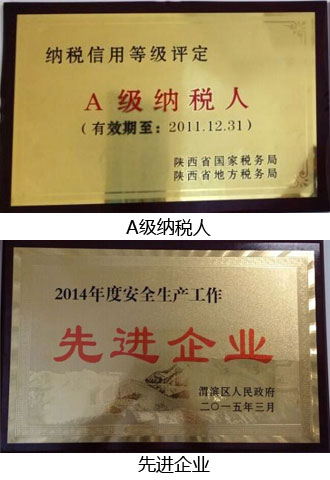 纳税信用等级评定
A级纳税人
(有效期至：2011.12.31)
陕西省国家税务局
陕西省地方税务局
A级纳税人
2014年度安全生产工作
先进企业
渭滨区人民政府
二〇一五年三月
先进企业